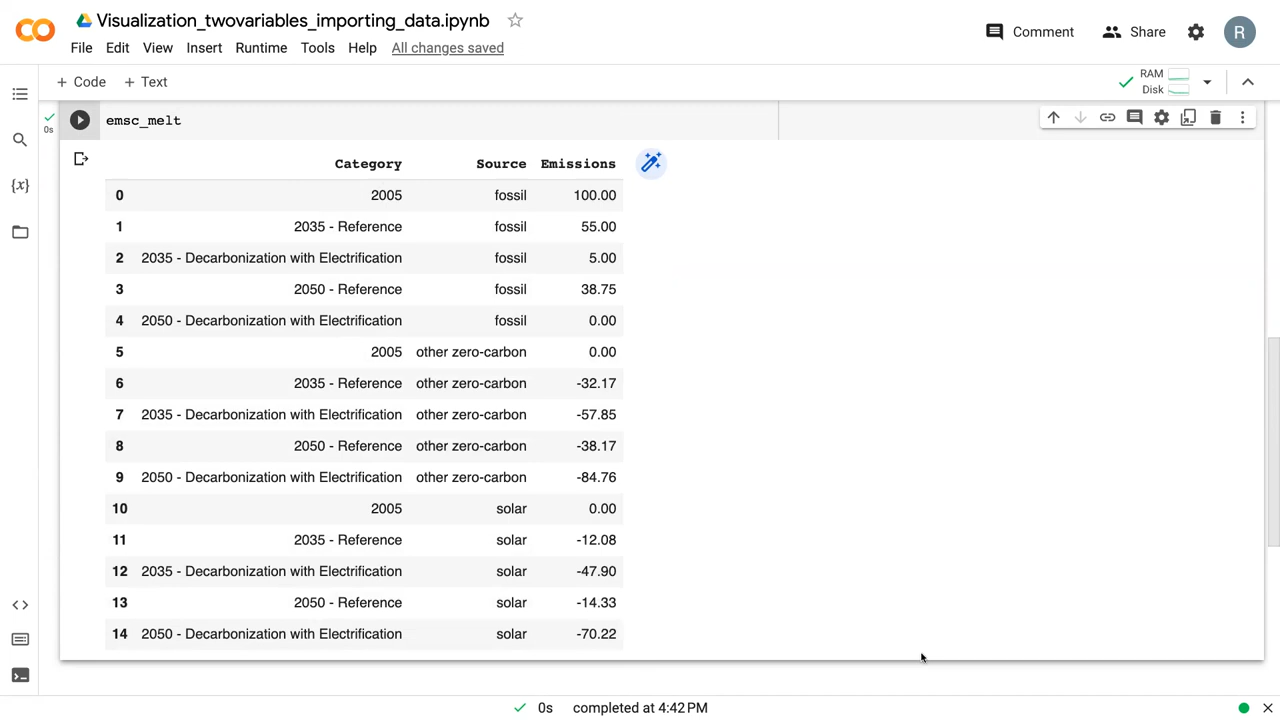 Visualization_twovariables_importing_data.ipynb
File Edit View Insert Runtime Tools Help All changes saved
Comment Share R
+ Code + Text
RAM
Disk
0s
emsc_melt
{x}
Category Source Emissions
0 2005 fossil 100.00
1 2035 - Reference fossil 55.00
2 2035 - Decarbonization with Electrification fossil 5.00
3 2050 - Reference fossil 38.75
4 2050 - Decarbonization with Electrification fossil 0.00
5 2005 other zero-carbon 0.00
6 2035 - Reference other zero-carbon -32.17
7 2035 - Decarbonization with Electrification other zero-carbon -57.85
8 2050 - Reference other zero-carbon -38.17
9 2050 - Decarbonization with Electrification other zero-carbon -84.76
10 2005 solar 0.00
11 2035 - Reference solar -12.08
12 2035 - Decarbonization with Electrification solar -47.90
13 2050 - Reference solar -14.33
14 2050 - Decarbonization with Electrification solar -70.22
0s completed at 4:42 PM